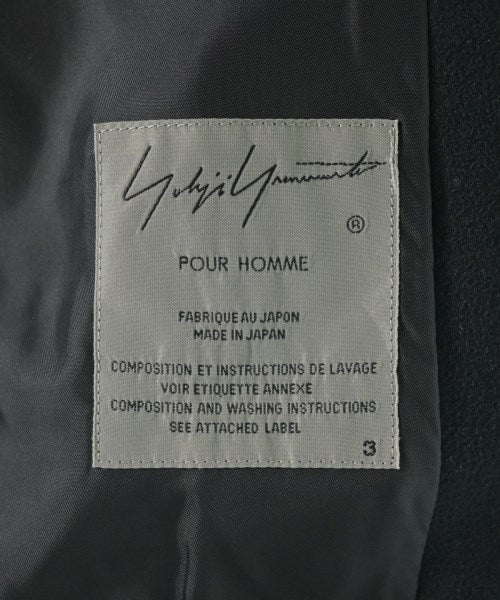 Yohji Yamamoto
®
POUR HOMME
FABRIQUE AU JAPON
MADE IN JAPAN
COMPOSITION ET INSTRUCTIONS DE LAVAGE
VOIR ETIQUETTE ANNEXE
COMPOSITION AND WASHING INSTRUCTIONS
SEE ATTACHED LABEL
3